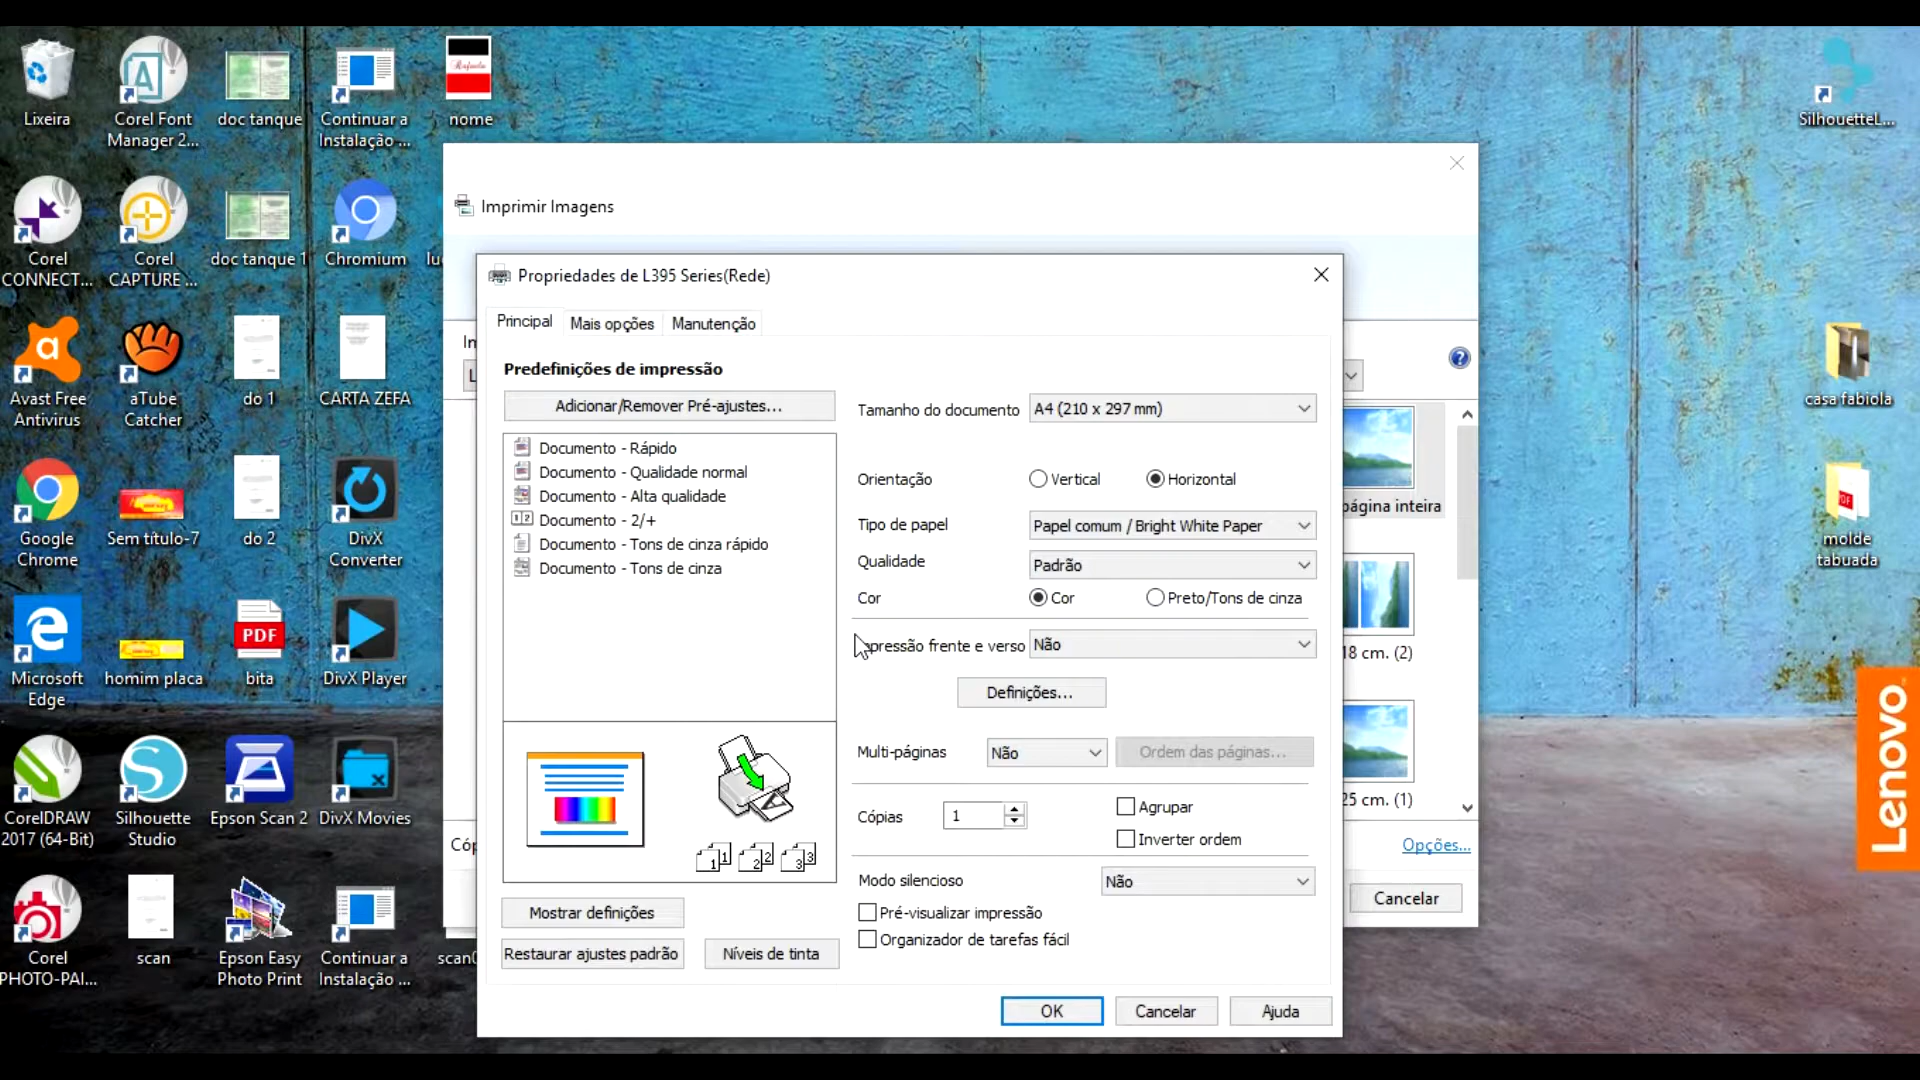 Lixeira
Corel Font
Manager 2...
doc tanque
Continuar a
Instalação ...
nome
SilhouetteL...
Corel
CONNECT...
Corel
CAPTURE ...
doc tanque 1
Chromium
Avast Free
Antivirus
aTube
Catcher
do 1
CARTA ZEFA
casa fabiola
Google
Chrome
Sem título-7
do 2
DivX
Converter
PDF
molde
tabuada
Microsoft
Edge
homim placa
PDF
bita
DivX Player
CorelDRAW
2017 (64-Bit)
Silhouette
Studio
Epson Scan 2
DivX Movies
Corel
PHOTO-PAI...
scan
Epson Easy
Photo Print
Continuar a
Instalação ...
Imprimir Imagens
Propriedades de L395 Series(Rede)
Principal
Mais opções
Manutenção
Predefinições de impressão
Adicionar/Remover Pré-ajustes...
Documento - Rápido
Documento - Qualidade normal
Documento - Alta qualidade
Documento - 2/+
Documento - Tons de cinza rápido
Documento - Tons de cinza
Mostrar definições
Restaurar ajustes padrão
Níveis de tinta
Tamanho do documento
A4 (210 x 297 mm)
Orientação
Vertical
Horizontal
Tipo de papel
Papel comum / Bright White Paper
Qualidade
Padrão
Cor
Cor
Preto/Tons de cinza
pressão frente e verso
Não
Definições...
Multi-páginas
Não
Ordem das páginas...
Cópias
1
Agrupar
Inverter ordem
Modo silencioso
Não
Pré-visualizar impressão
Organizador de tarefas fácil
OK
Cancelar
Ajuda
página inteira
18 cm. (2)
25 cm. (1)
Opções...
Cancelar
Lenovo